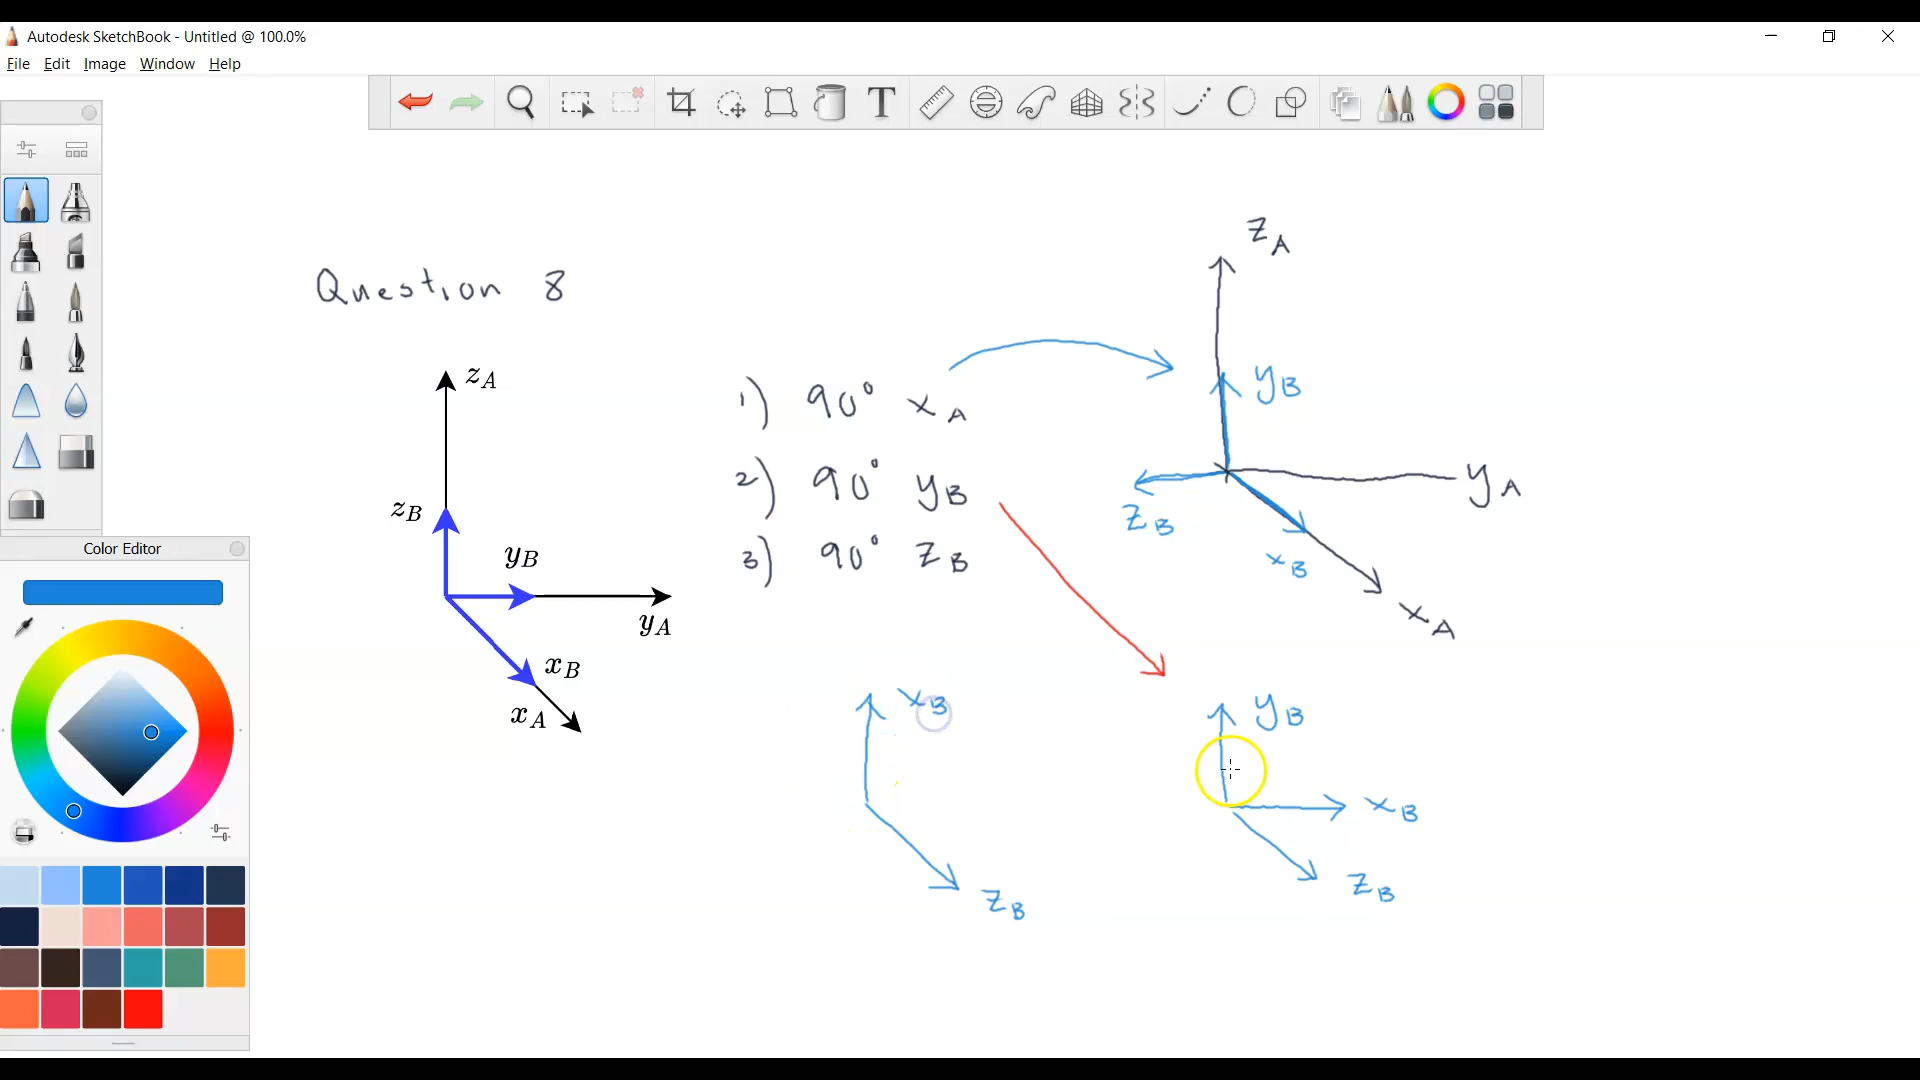 Autodesk SketchBook - Untitled @ 100.0%
File Edit Image Window Help
T
Question 8
z_A
z_B
y_B
y_A
x_B
x_A
1) 90° x_A
2) 90° y_B
3) 90° z_B
z_A
y_B
y_A
z_B
x_B
x_A
x_B
z_B
y_B
x_B
z_B
Color Editor